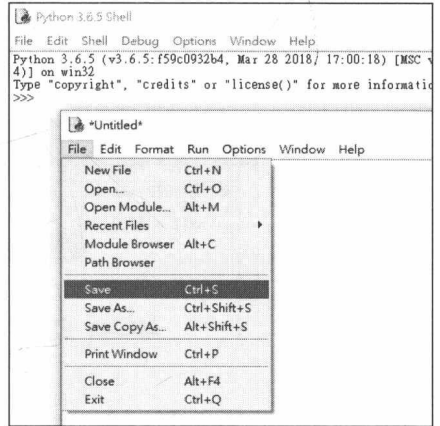 Python 3.6.5 Shell
File Edit Shell Debug Options Window Help
Python 3.6.5 (v3.6.5:f59c0932b4, Mar 28 2018, 17:00:18) [MSC v
4)] on win32
Type "copyright", "credits" or "license()" for more informatic
>>>
*Untitled*
File Edit Format Run Options Window Help
New File Ctrl+N
Open... Ctrl+O
Open Module... Alt+M
Recent Files
Module Browser Alt+C
Path Browser
Save Ctrl+S
Save As... Ctrl+Shift+S
Save Copy As... Alt+Shift+S
Print Window Ctrl+P
Close Alt+F4
Exit Ctrl+Q